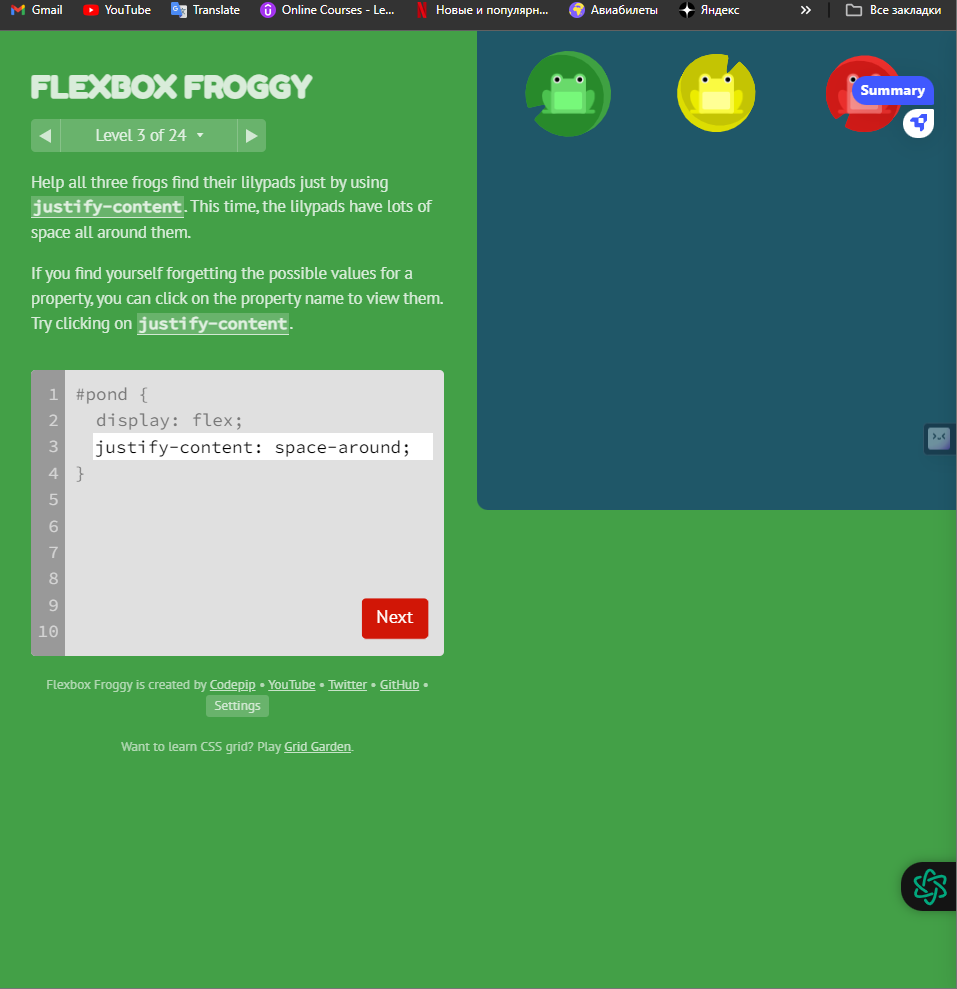 Gmail YouTube Translate Online Courses - Le... Новые и популярн... Авиабилеты Яндекс » Все закладки
FLEXBOX FROGGY
◀ Level 3 of 24 ▾ ▶
Help all three frogs find their lilypads just by using
justify-content. This time, the lilypads have lots of
space all around them.
If you find yourself forgetting the possible values for a
property, you can click on the property name to view them.
Try clicking on justify-content.
1 #pond {
2 display: flex;
3 justify-content: space-around;
4 }
5
6
7
8
9
10
Next
Flexbox Froggy is created by Codepip • YouTube • Twitter • GitHub •
Settings
Want to learn CSS grid? Play Grid Garden.
Summary